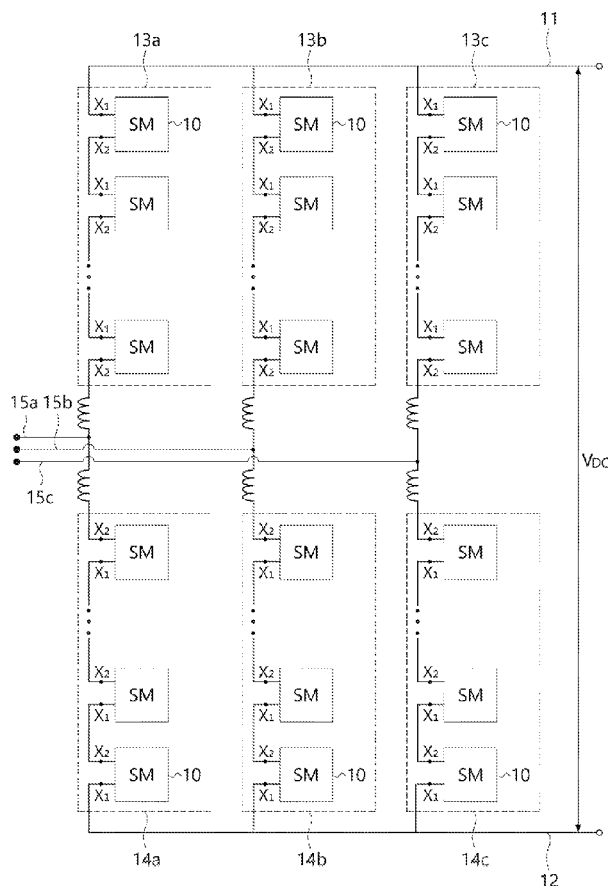 13a 13b 13c 11
X1 SM 10 X1 SM 10 X1 SM 10
X2 X2 X2
X1 SM X1 SM X1 SM
X2 X2 X2
X1 SM X1 SM X1 SM
X2 X2 X2
15a 15b
15c
VDC
X2 SM X2 SM X2 SM
X1 X1 X1
X2 SM X2 SM X2 SM
X1 X1 X1
X2 SM 10 X2 SM 10 X2 SM 10
X1 X1 X1
14a 14b 14c 12